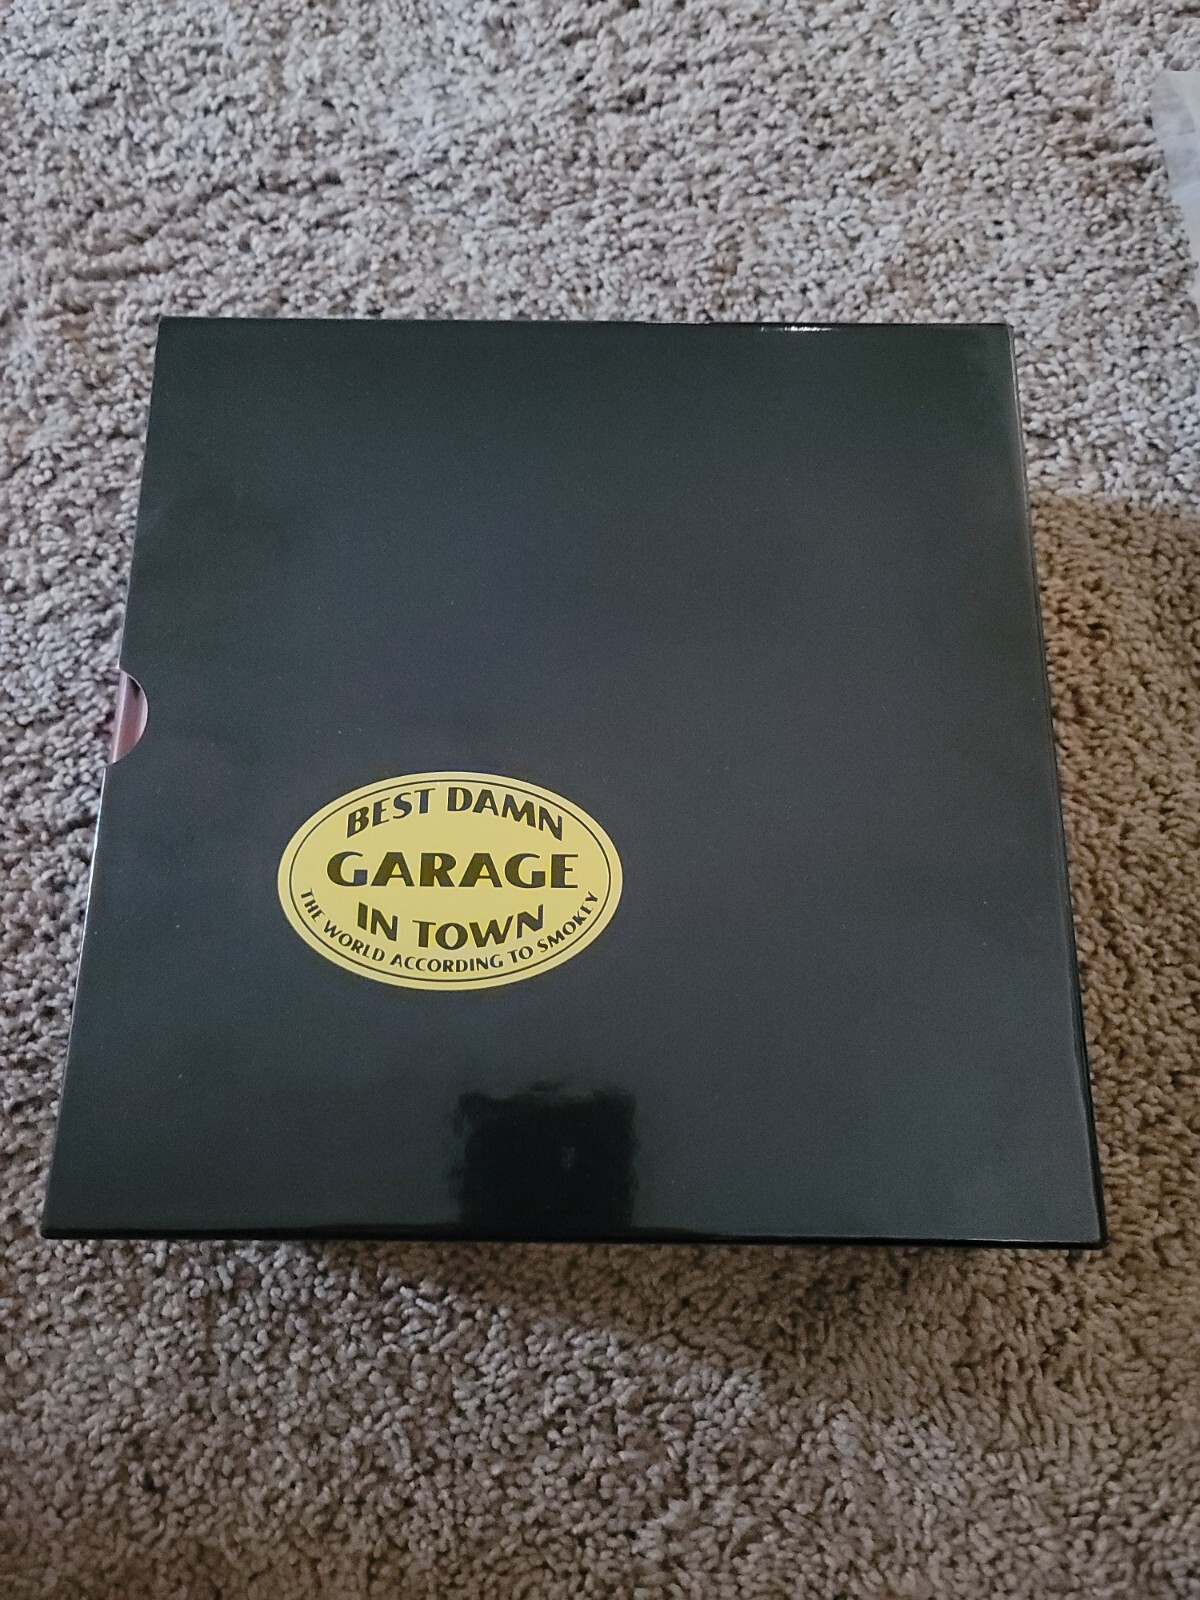 BEST DAMN
GARAGE
IN TOWN
THE WORLD ACCORDING TO SMOKEY